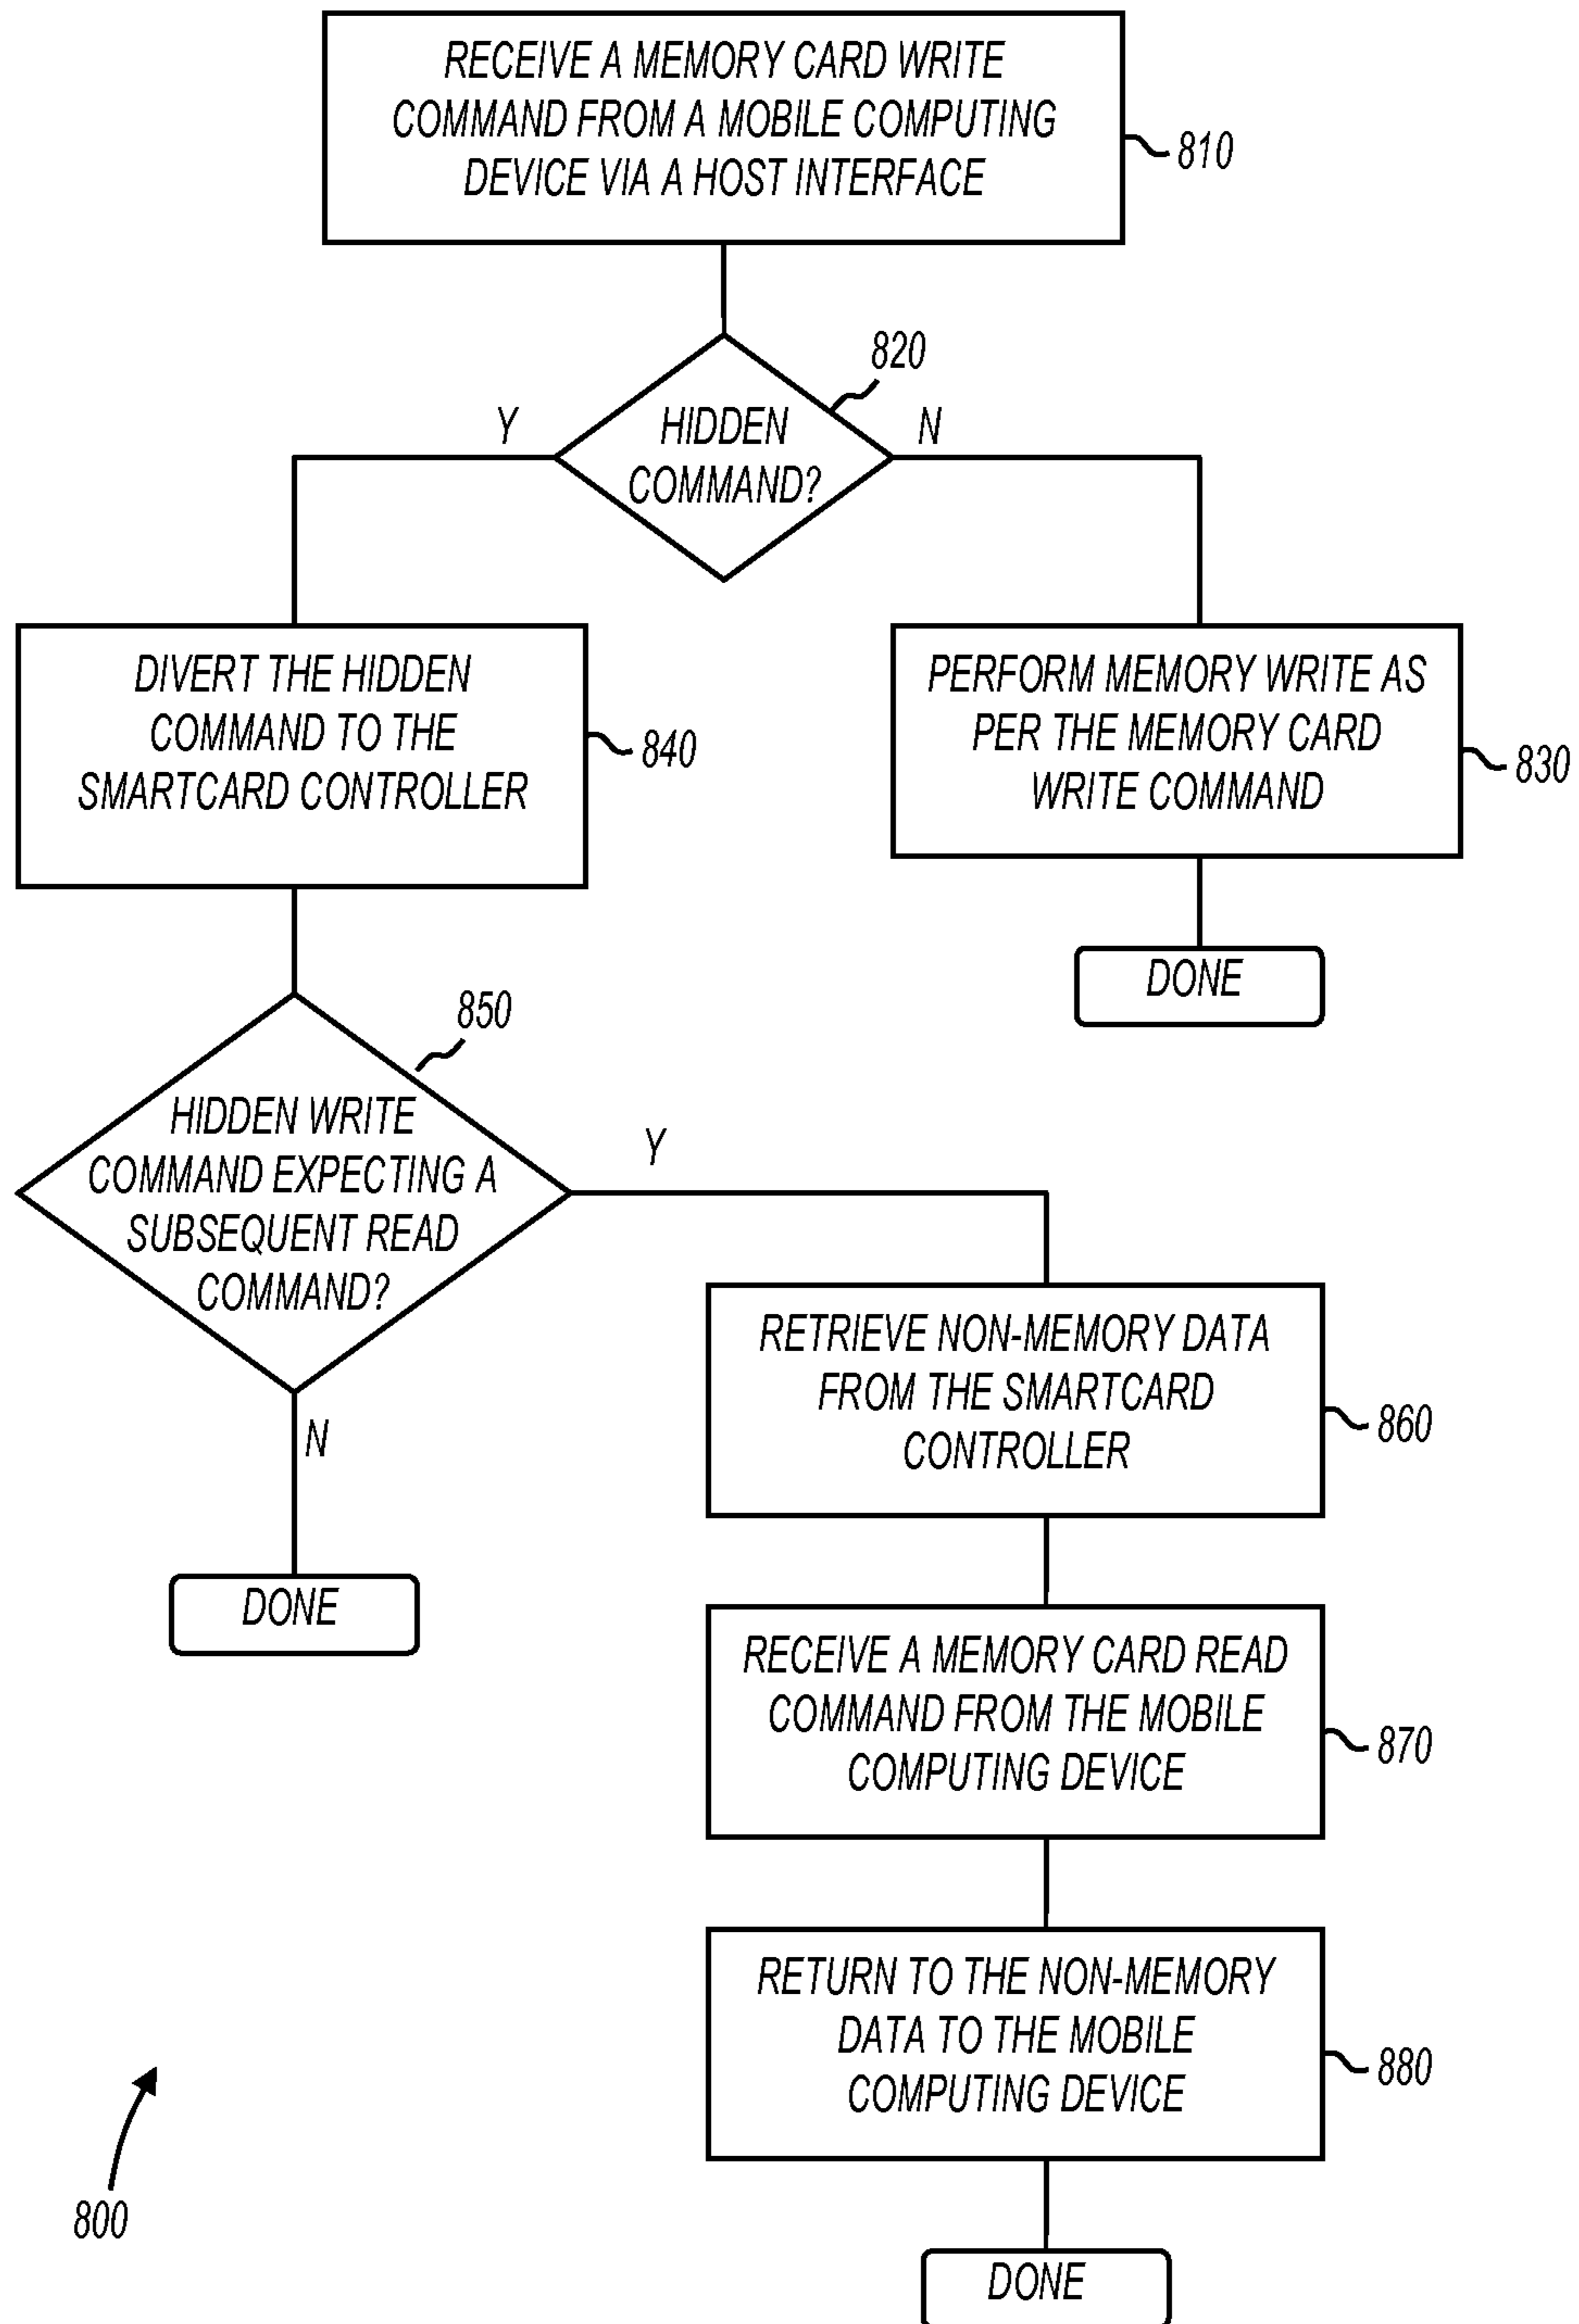 RECEIVE A MEMORY CARD WRITE
COMMAND FROM A MOBILE COMPUTING
DEVICE VIA A HOST INTERFACE
810
820
Y
HIDDEN
COMMAND?
N
DIVERT THE HIDDEN
COMMAND TO THE
SMARTCARD CONTROLLER
840
PERFORM MEMORY WRITE AS
PER THE MEMORY CARD
WRITE COMMAND
830
DONE
850
HIDDEN WRITE
COMMAND EXPECTING A
SUBSEQUENT READ
COMMAND?
Y
N
DONE
RETRIEVE NON-MEMORY DATA
FROM THE SMARTCARD
CONTROLLER
860
RECEIVE A MEMORY CARD READ
COMMAND FROM THE MOBILE
COMPUTING DEVICE
870
RETURN TO THE NON-MEMORY
DATA TO THE MOBILE
COMPUTING DEVICE
880
800
DONE